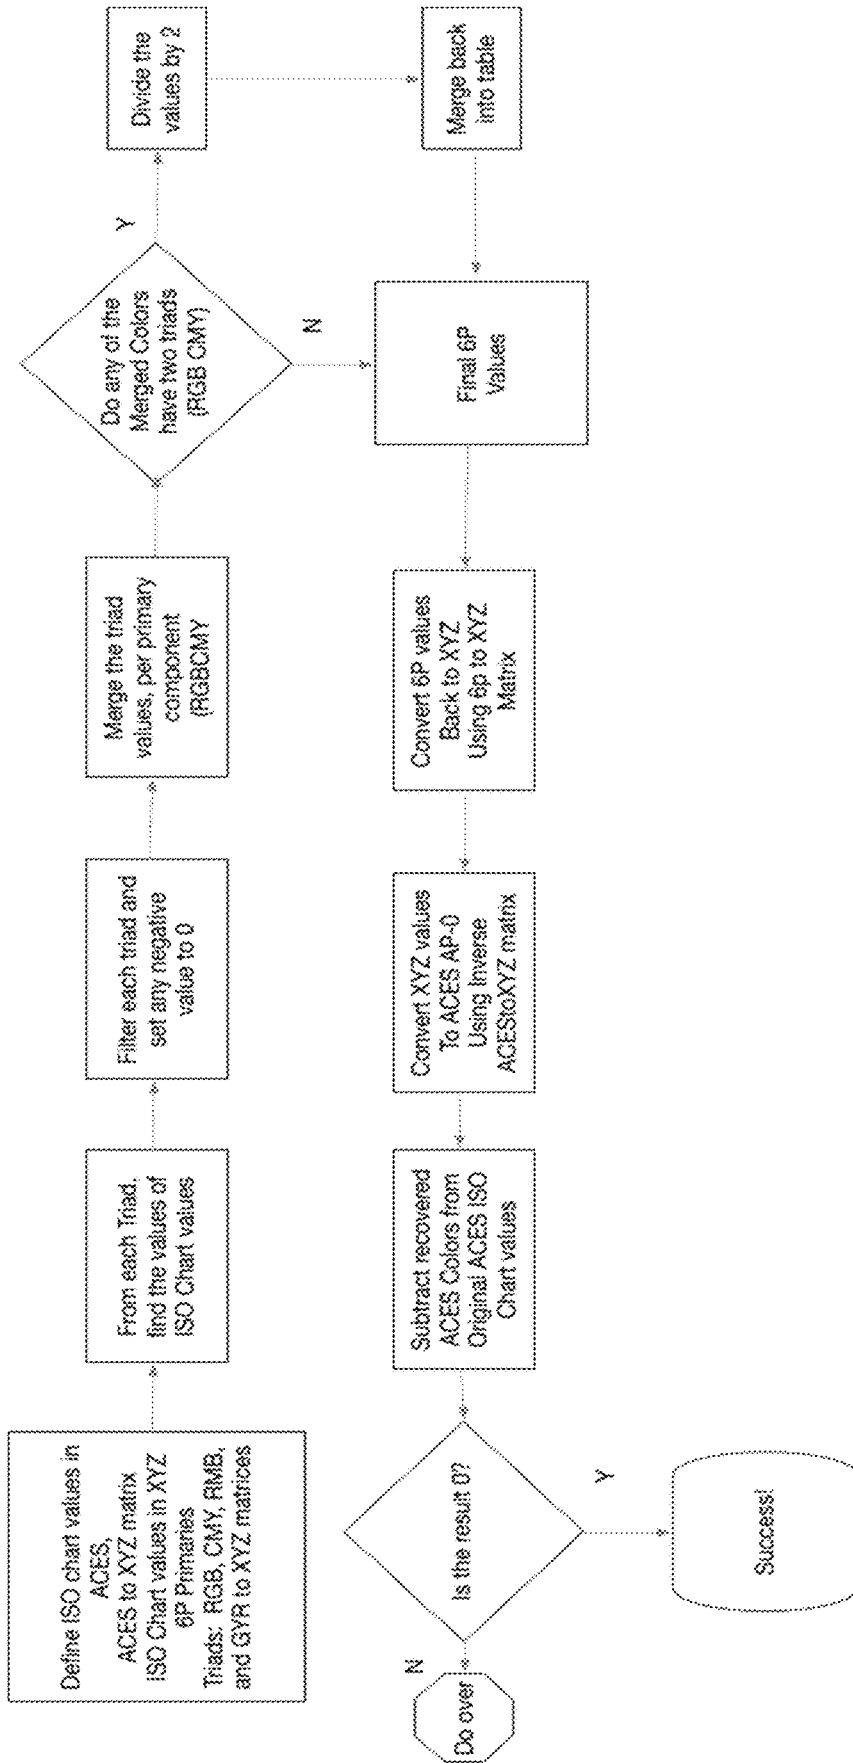 Define ISO chart values in
ACES,
ACES to XYZ matrix
ISO Chart values in XYZ
6P Primaries
Triads: RGB, CMY, RMB,
and GYR to XYZ matrices
From each Triad,
find the values of
ISO Chart values
Filter each triad and
set any negative
value to 0
Merge the triad
values, per primary
component
(RGBCMY
Do any of the
Merged Colors
have two triads
(RGB CMY)
Y
Divide the
values by 2
N
Merge back
into table
Final 6P
Values
Convert 6P values
Back to XYZ
Using 6p to XYZ
Matrix
Convert XYZ values
To ACES AP-0
Using Inverse
ACEStoXYZ matrix
Subtract recovered
ACES Colors from
Original ACES ISO
Chart values
Is the result 0?
N
Do over
Y
Success!